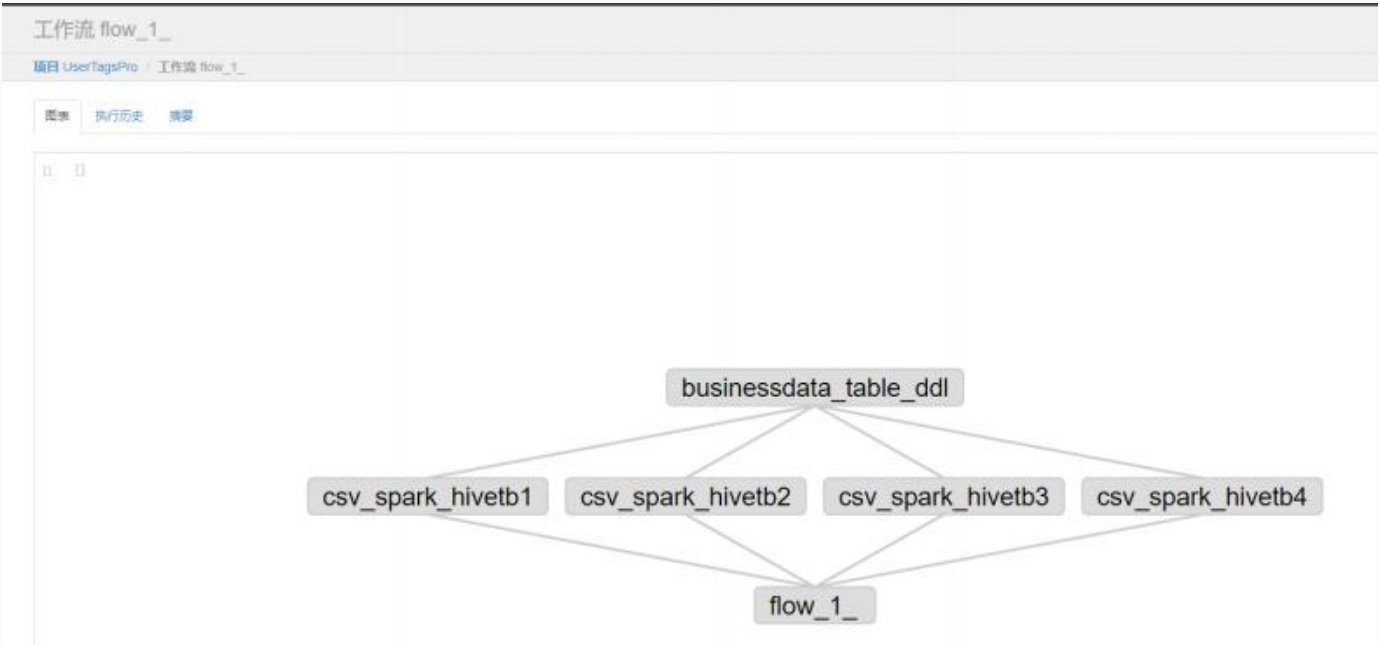 工作流 flow_1_
项目 UserTagsPro / 工作流 flow_1_
图表 执行历史 摘要
businessdata_table_ddl
csv_spark_hivetb1 csv_spark_hivetb2 csv_spark_hivetb3 csv_spark_hivetb4
flow_1_